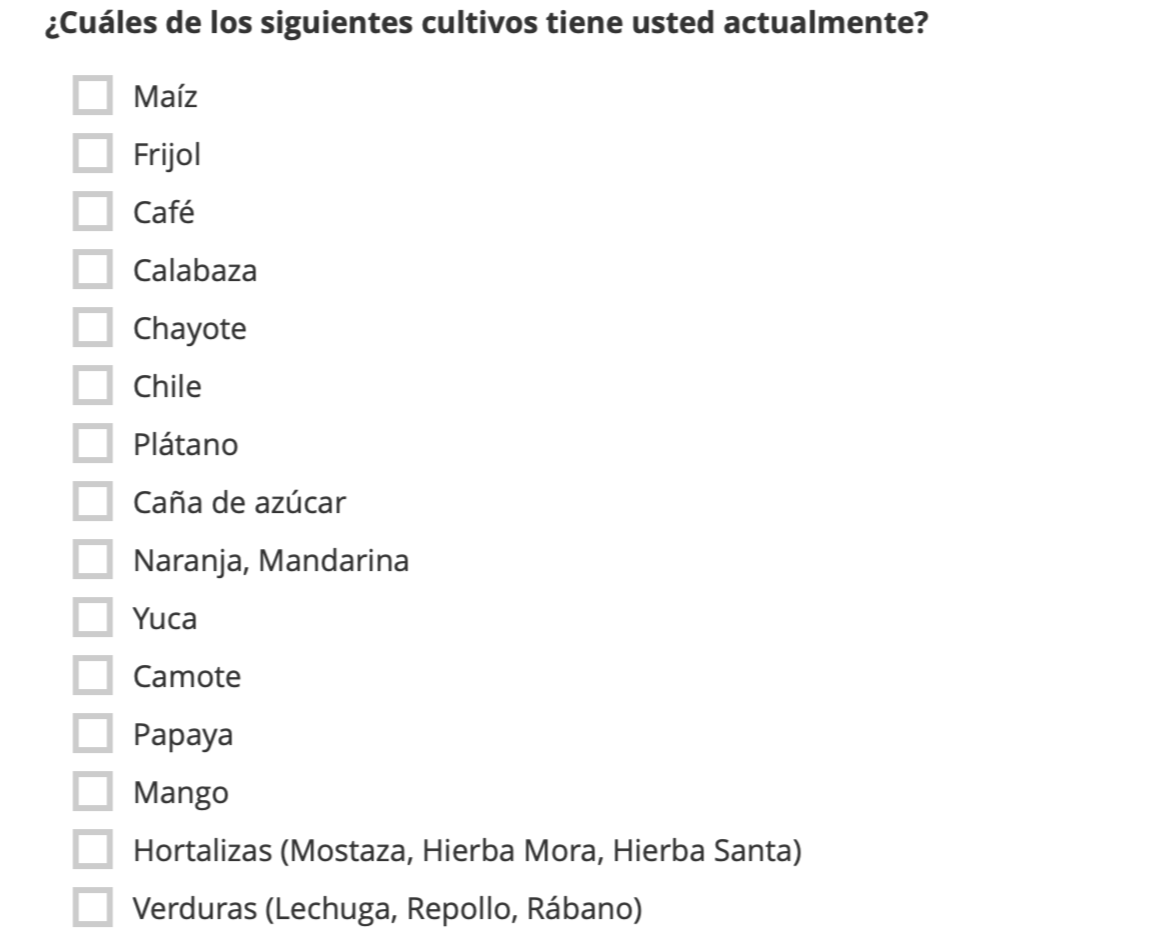 ¿Cuáles de los siguientes cultivos tiene usted actualmente?
Maíz
Frijol
Café
Calabaza
Chayote
Chile
Plátano
Caña de azúcar
Naranja, Mandarina
Yuca
Camote
Papaya
Mango
Hortalizas (Mostaza, Hierba Mora, Hierba Santa)
Verduras (Lechuga, Repollo, Rábano)